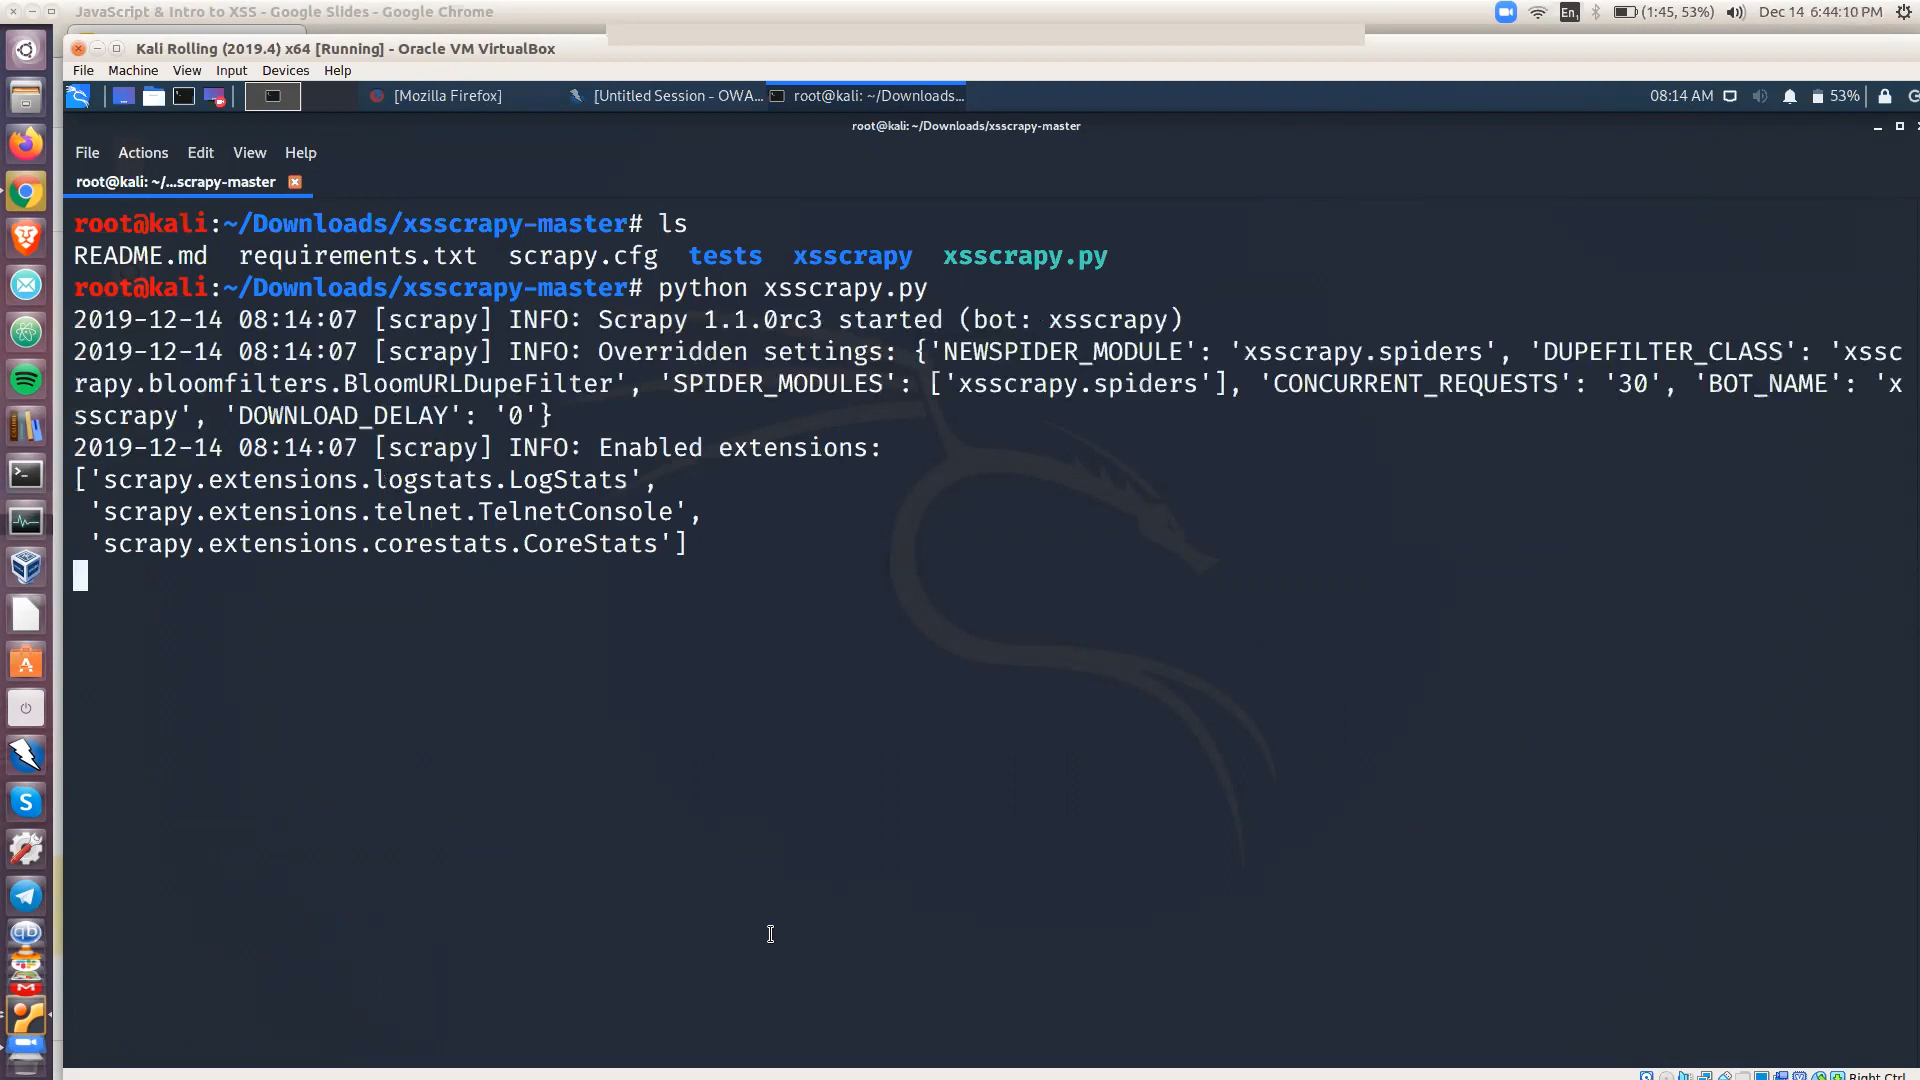 JavaScript & Intro to XSS - Google Slides - Google Chrome
En₁
(1:45, 53%)
Dec 14 6:44:10 PM
Kali Rolling (2019.4) x64 [Running] - Oracle VM VirtualBox
File Machine View Input Devices Help
[Mozilla Firefox]
[Untitled Session - OWA...
root@kali: ~/Downloads...
08:14 AM
53%
root@kali: ~/Downloads/xsscrapy-master
File Actions Edit View Help
root@kali: ~/...scrapy-master
root@kali:~/Downloads/xsscrapy-master# ls
README.md requirements.txt scrapy.cfg tests xsscrapy xsscrapy.py
root@kali:~/Downloads/xsscrapy-master# python xsscrapy.py
2019-12-14 08:14:07 [scrapy] INFO: Scrapy 1.1.0rc3 started (bot: xsscrapy)
2019-12-14 08:14:07 [scrapy] INFO: Overridden settings: {'NEWSPIDER_MODULE': 'xsscrapy.spiders', 'DUPEFILTER_CLASS': 'xssc
rapy.bloomfilters.BloomURLDupeFilter', 'SPIDER_MODULES': ['xsscrapy.spiders'], 'CONCURRENT_REQUESTS': '30', 'BOT_NAME': 'x
sscrapy', 'DOWNLOAD_DELAY': '0'}
2019-12-14 08:14:07 [scrapy] INFO: Enabled extensions:
['scrapy.extensions.logstats.LogStats',
'scrapy.extensions.telnet.TelnetConsole',
'scrapy.extensions.corestats.CoreStats']
Right Ctrl